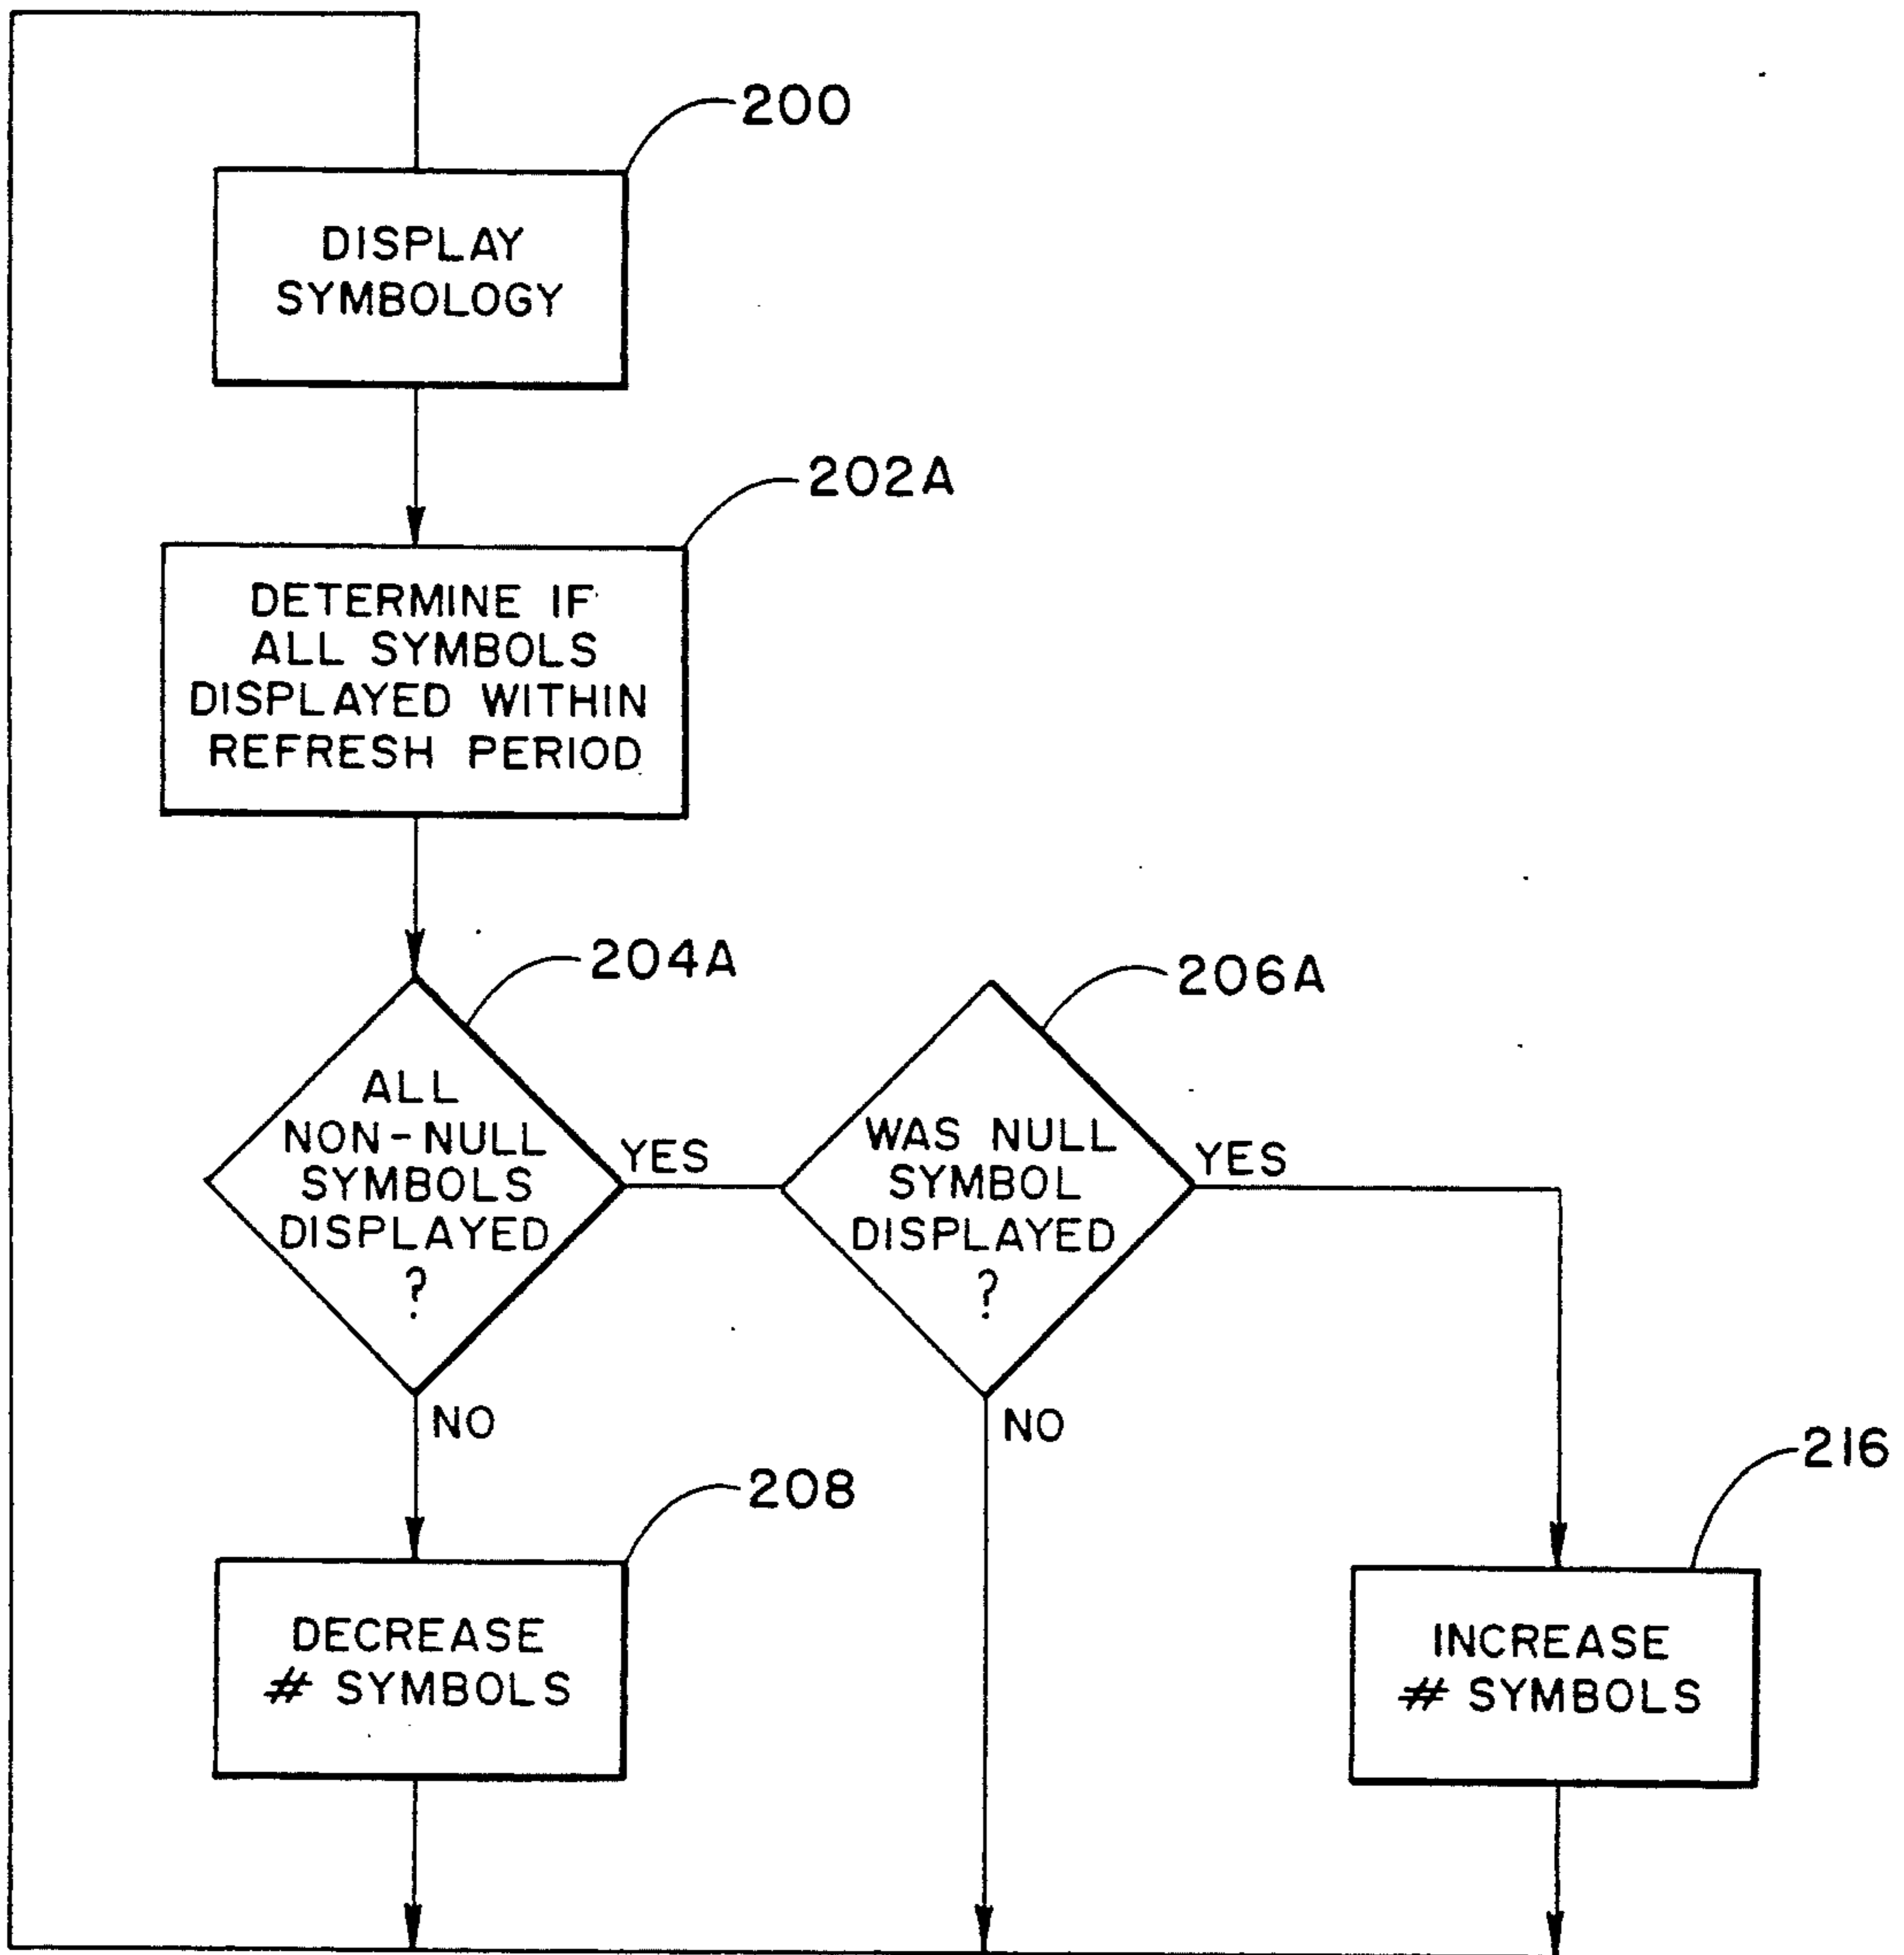 200
DISPLAY
SYMBOLOGY
202A
DETERMINE IF
ALL SYMBOLS
DISPLAYED WITHIN
REFRESH PERIOD
204A
ALL
NON-NULL
SYMBOLS
DISPLAYED
?
YES
NO
206A
WAS NULL
SYMBOL
DISPLAYED
?
YES
NO
208
DECREASE
# SYMBOLS
216
INCREASE
# SYMBOLS